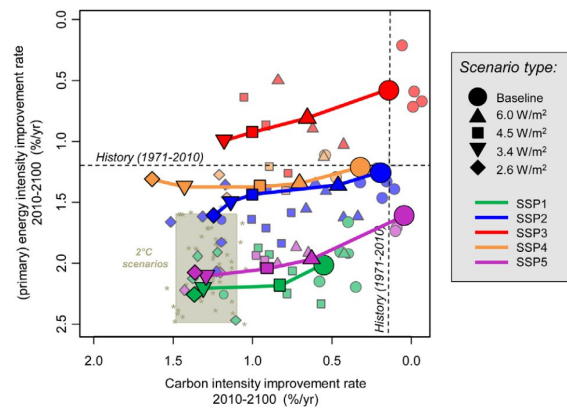 0.0
0.5
1.0
1.5
2.0
2.5
(primary) energy intensity improvement rate
2010-2100 (%/yr)
History (1971-2010)
2°C
scenarios
History (1971-2010)
2.0
1.5
1.0
0.5
0.0
Carbon intensity improvement rate
2010-2100 (%/yr)
Scenario type:
Baseline
6.0 W/m²
4.5 W/m²
3.4 W/m²
2.6 W/m²
SSP1
SSP2
SSP3
SSP4
SSP5